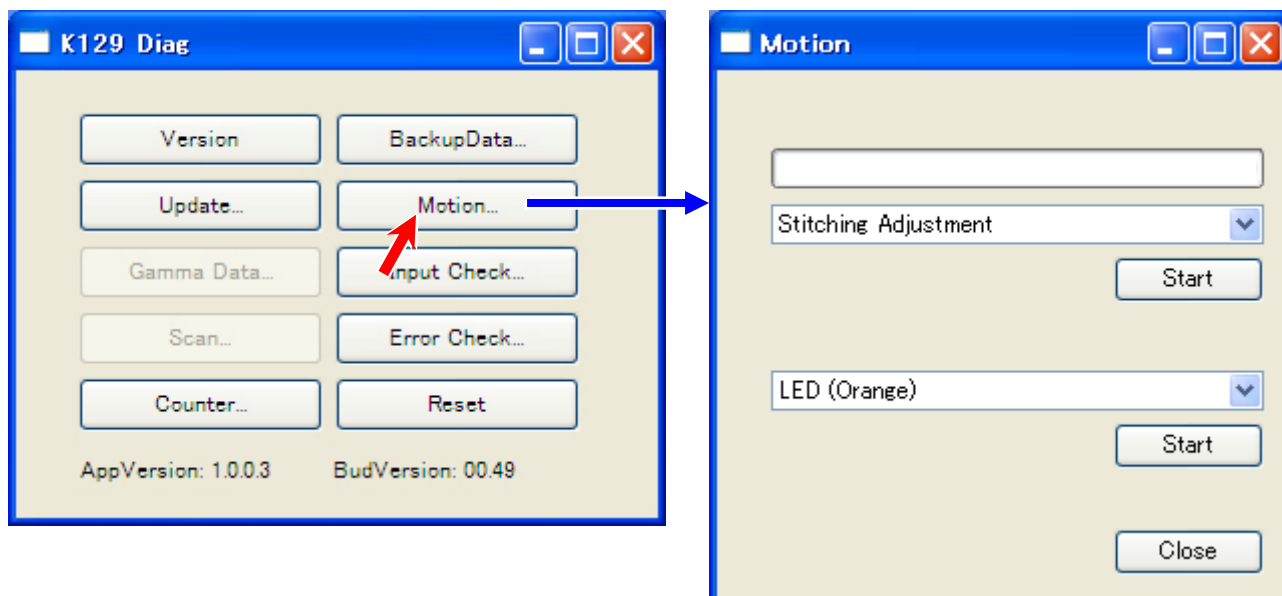 K129 Diag
Version
BackupData...
Update...
Motion...
Gamma Data...
Input Check...
Scan...
Error Check...
Counter...
Reset
AppVersion: 1.0.0.3
BudVersion: 00.49
Motion
Stitching Adjustment
Start
LED (Orange)
Start
Close